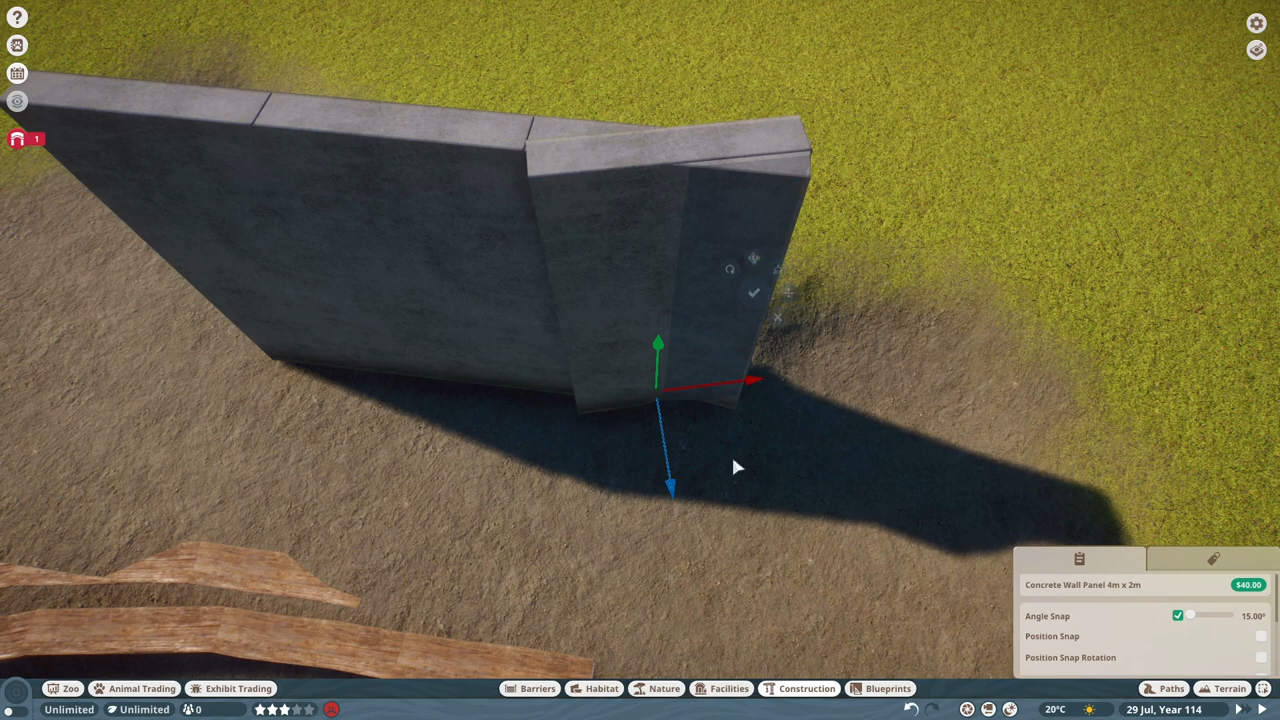 ?
1
Concrete Wall Panel 4m x 2m $40.00
Angle Snap 15.00°
Position Snap
Position Snap Rotation
Zoo Animal Trading Exhibit Trading Barriers Habitat Nature Facilities Construction Blueprints Paths Terrain
Unlimited Unlimited 0 20°C 29 Jul, Year 114